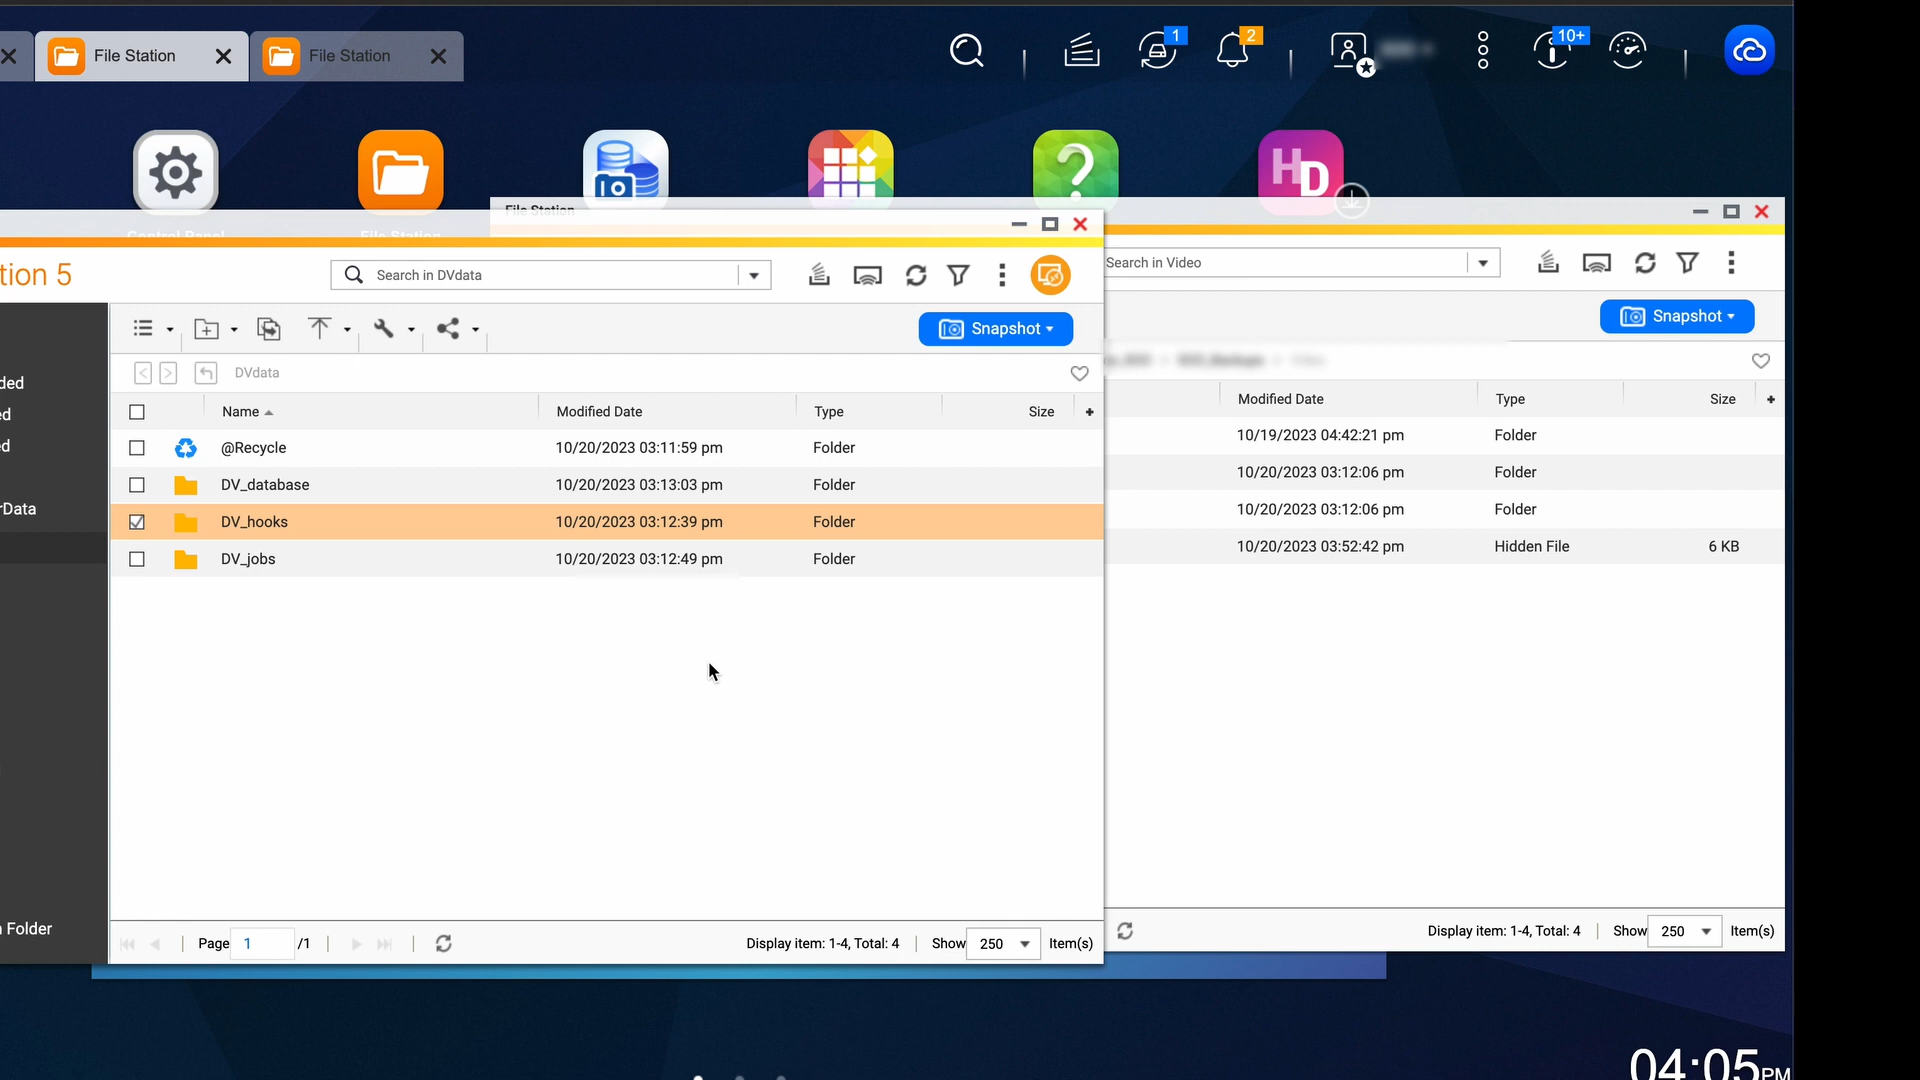 File Station
File Station
1
2
10+
HD
File Station
tion 5
Search in DVdata
Search in Video
Snapshot
Snapshot
DVdata
Name
Modified Date
Type
Size
+
Modified Date
Type
Size
+
@Recycle
10/20/2023 03:11:59 pm
Folder
10/19/2023 04:42:21 pm
Folder
DV_database
10/20/2023 03:13:03 pm
Folder
10/20/2023 03:12:06 pm
Folder
DV_hooks
10/20/2023 03:12:39 pm
Folder
10/20/2023 03:12:06 pm
Folder
DV_jobs
10/20/2023 03:12:49 pm
Folder
10/20/2023 03:52:42 pm
Hidden File
6 KB
ded
ed
ed
rData
Folder
Page 1 /1
Display item: 1-4, Total: 4
Show 250 Item(s)
Display item: 1-4, Total: 4
Show 250 Item(s)
04:05PM